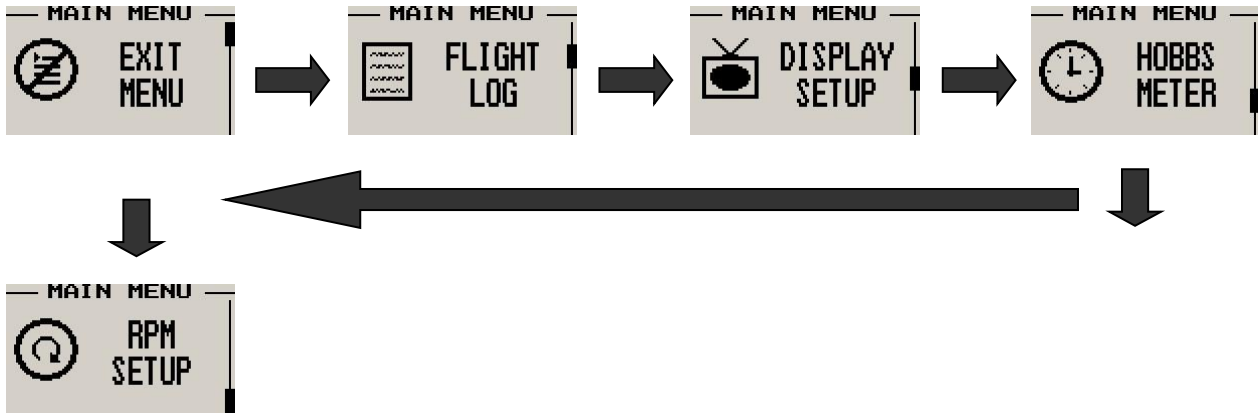 MAIN MENU
EXIT
MENU
MAIN MENU
FLIGHT
LOG
MAIN MENU
DISPLAY
SETUP
MAIN MENU
HOBBS
METER
MAIN MENU
RPM
SETUP